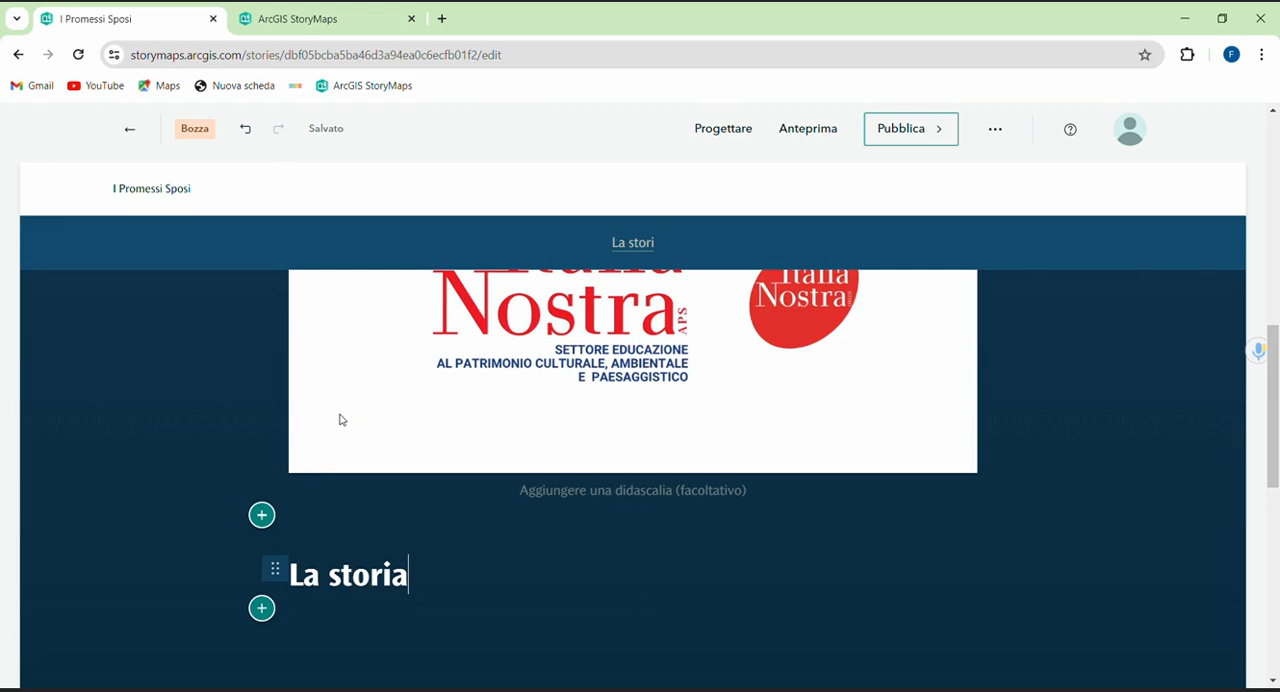 I Promessi Sposi
ArcGIS StoryMaps
storymaps.arcgis.com/stories/dbf05bcba5ba46d3a94ea0c6ecfb01f2/edit
F
Gmail
YouTube
Maps
Nuova scheda
ArcGIS StoryMaps
Bozza
Salvato
Progettare
Anteprima
Pubblica
I Promessi Sposi
La stori
Italia
Nostra APS
SETTORE EDUCAZIONE
AL PATRIMONIO CULTURALE, AMBIENTALE
E PAESAGGISTICO
Italia
Nostra
Aggiungere una didascalia (facoltativo)
La storia